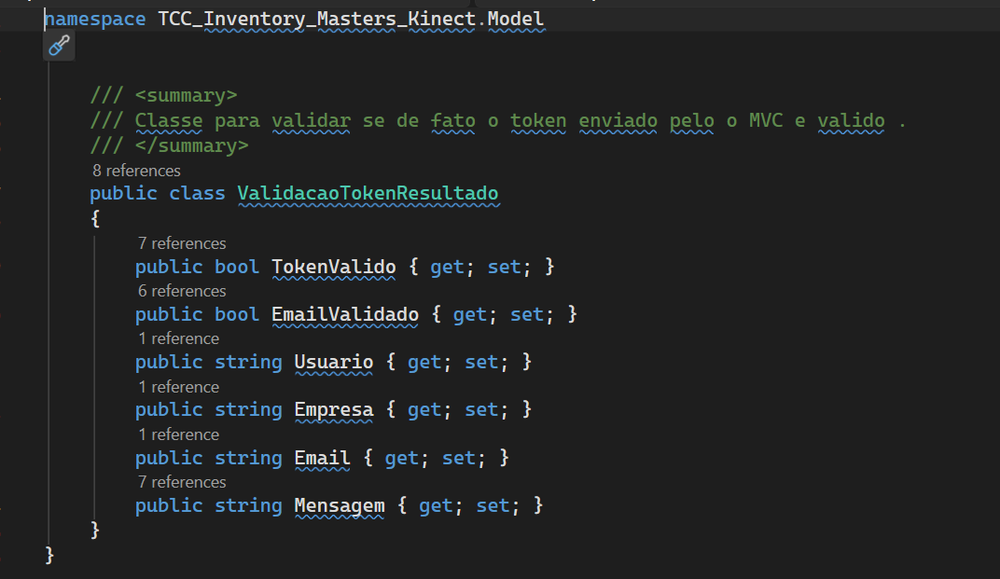 namespace TCC_Inventory_Masters_Kinect.Model
/// <summary>
/// Classe para validar se de fato o token enviado pelo o MVC e valido .
/// </summary>
8 references
public class ValidacaoTokenResultado
{
7 references
public bool TokenValido { get; set; }
6 references
public bool EmailValidado { get; set; }
1 reference
public string Usuario { get; set; }
1 reference
public string Empresa { get; set; }
1 reference
public string Email { get; set; }
7 references
public string Mensagem { get; set; }
}
}